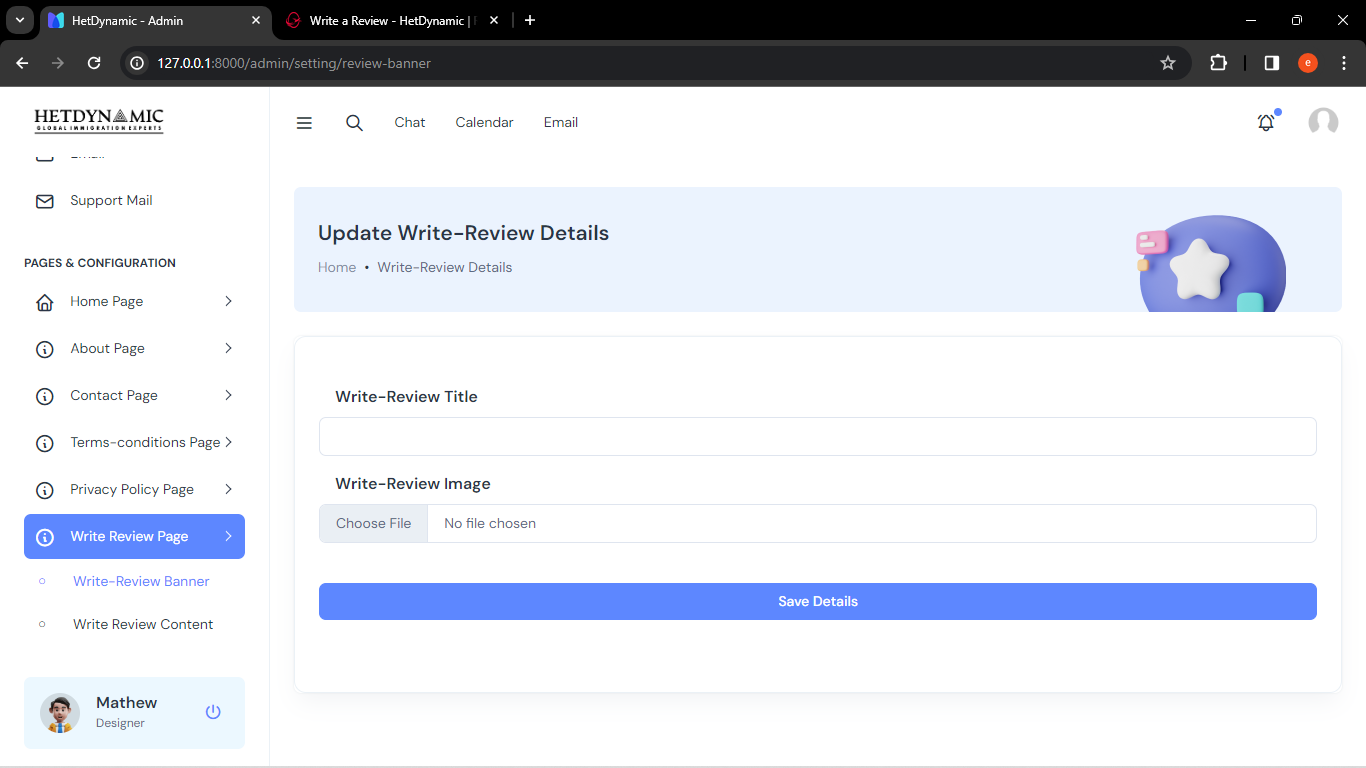 HetDynamic - Admin
Write a Review - HetDynamic |
127.0.0.1:8000/admin/setting/review-banner
e
HETDYNAMIC
GLOBAL IMMIGRATION EXPERTS
Chat
Calendar
Email
Email
Support Mail
PAGES & CONFIGURATION
Home Page
About Page
Contact Page
Terms-conditions Page
Privacy Policy Page
Write Review Page
Write-Review Banner
Write Review Content
Mathew
Designer
Update Write-Review Details
Home • Write-Review Details
Write-Review Title
Write-Review Image
Choose File No file chosen
Save Details